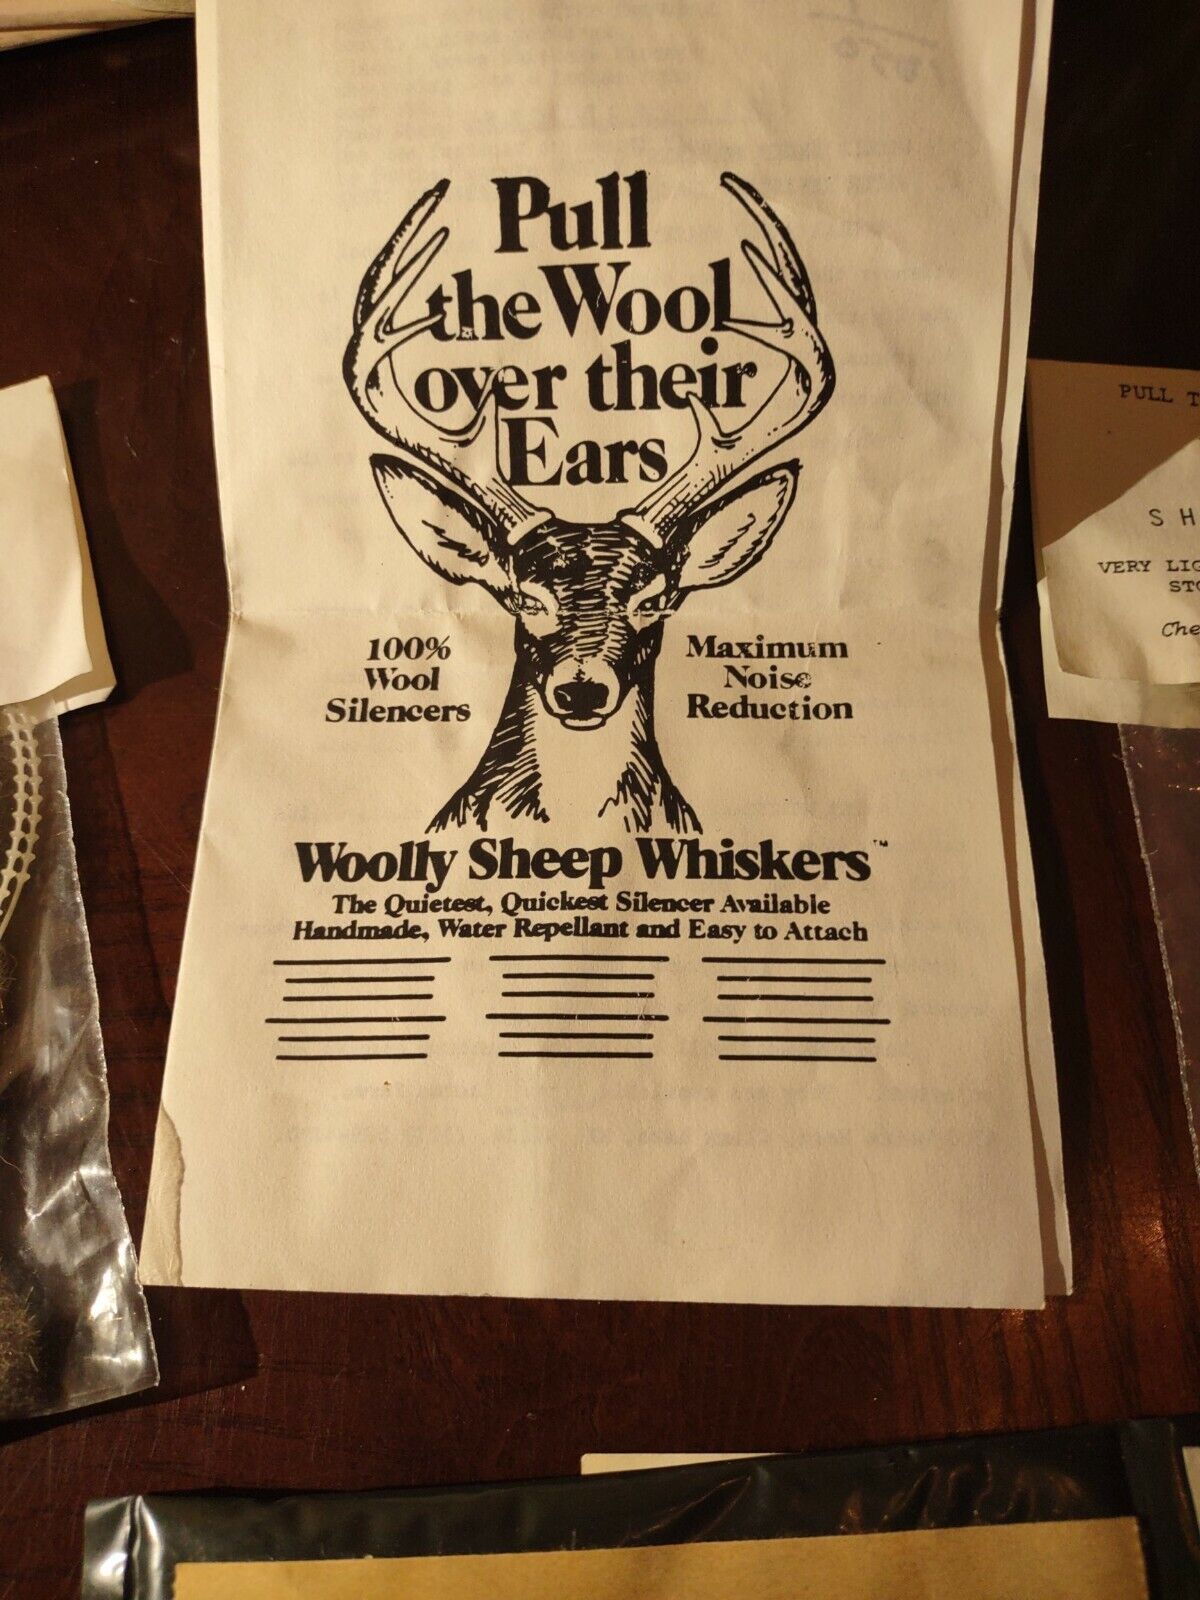 Pull
the Wool
over their
Ears
100%
Wool
Silencers
Maximum
Noise
Reduction
Woolly Sheep Whiskers™
The Quietest, Quickest Silencer Available
Handmade, Water Repellant and Easy to Attach
PULL T
S H
VERY LIG
STO
Che